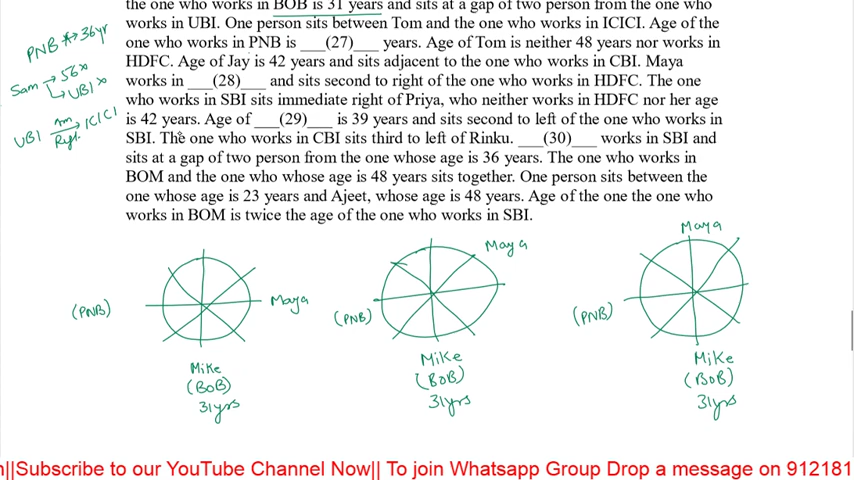 the one who works in BOB is 31 years and sits at a gap of two person from the one who
works in UBI. One person sits between Tom and the one who works in ICICI. Age of the
one who works in PNB is ___(27)___ years. Age of Tom is neither 48 years nor works in
HDFC. Age of Jay is 42 years and sits adjacent to the one who works in CBI. Maya
works in ___(28)___ and sits second to right of the one who works in HDFC. The one
who works in SBI sits immediate right of Priya, who neither works in HDFC nor her age
is 42 years. Age of ___(29)___ is 39 years and sits second to left of the one who works in
SBI. The one who works in CBI sits third to left of Rinku. ___(30)___ works in SBI and
sits at a gap of two person from the one whose age is 36 years. The one who works in
BOM and the one who whose age is 48 years sits together. One person sits between the
one whose age is 23 years and Ajeet, whose age is 48 years. Age of the one the one who
works in BOM is twice the age of the one who works in SBI.
PNB → 36yr
Sam → 56 x
↳ UBI x
UBI → ICICI
Maya
(PNB)
Mike
(BOB)
31yrs
Maya
(PNB)
Mike
(BOB)
31yrs
Maya
(PNB)
Mike
(BOB)
31yrs
||Subscribe to our YouTube Channel Now|| To join Whatsapp Group Drop a message on 912181